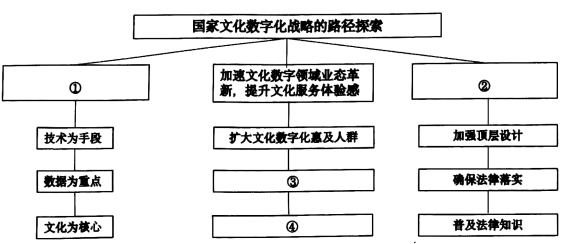 国家文化数字化战略的路径探索
①
加速文化数字领域业态革
新，提升文化服务体验感
②
技术为手段
扩大文化数字化惠及人群
加强顶层设计
数据为重点
③
确保法律落实
文化为核心
④
普及法律知识